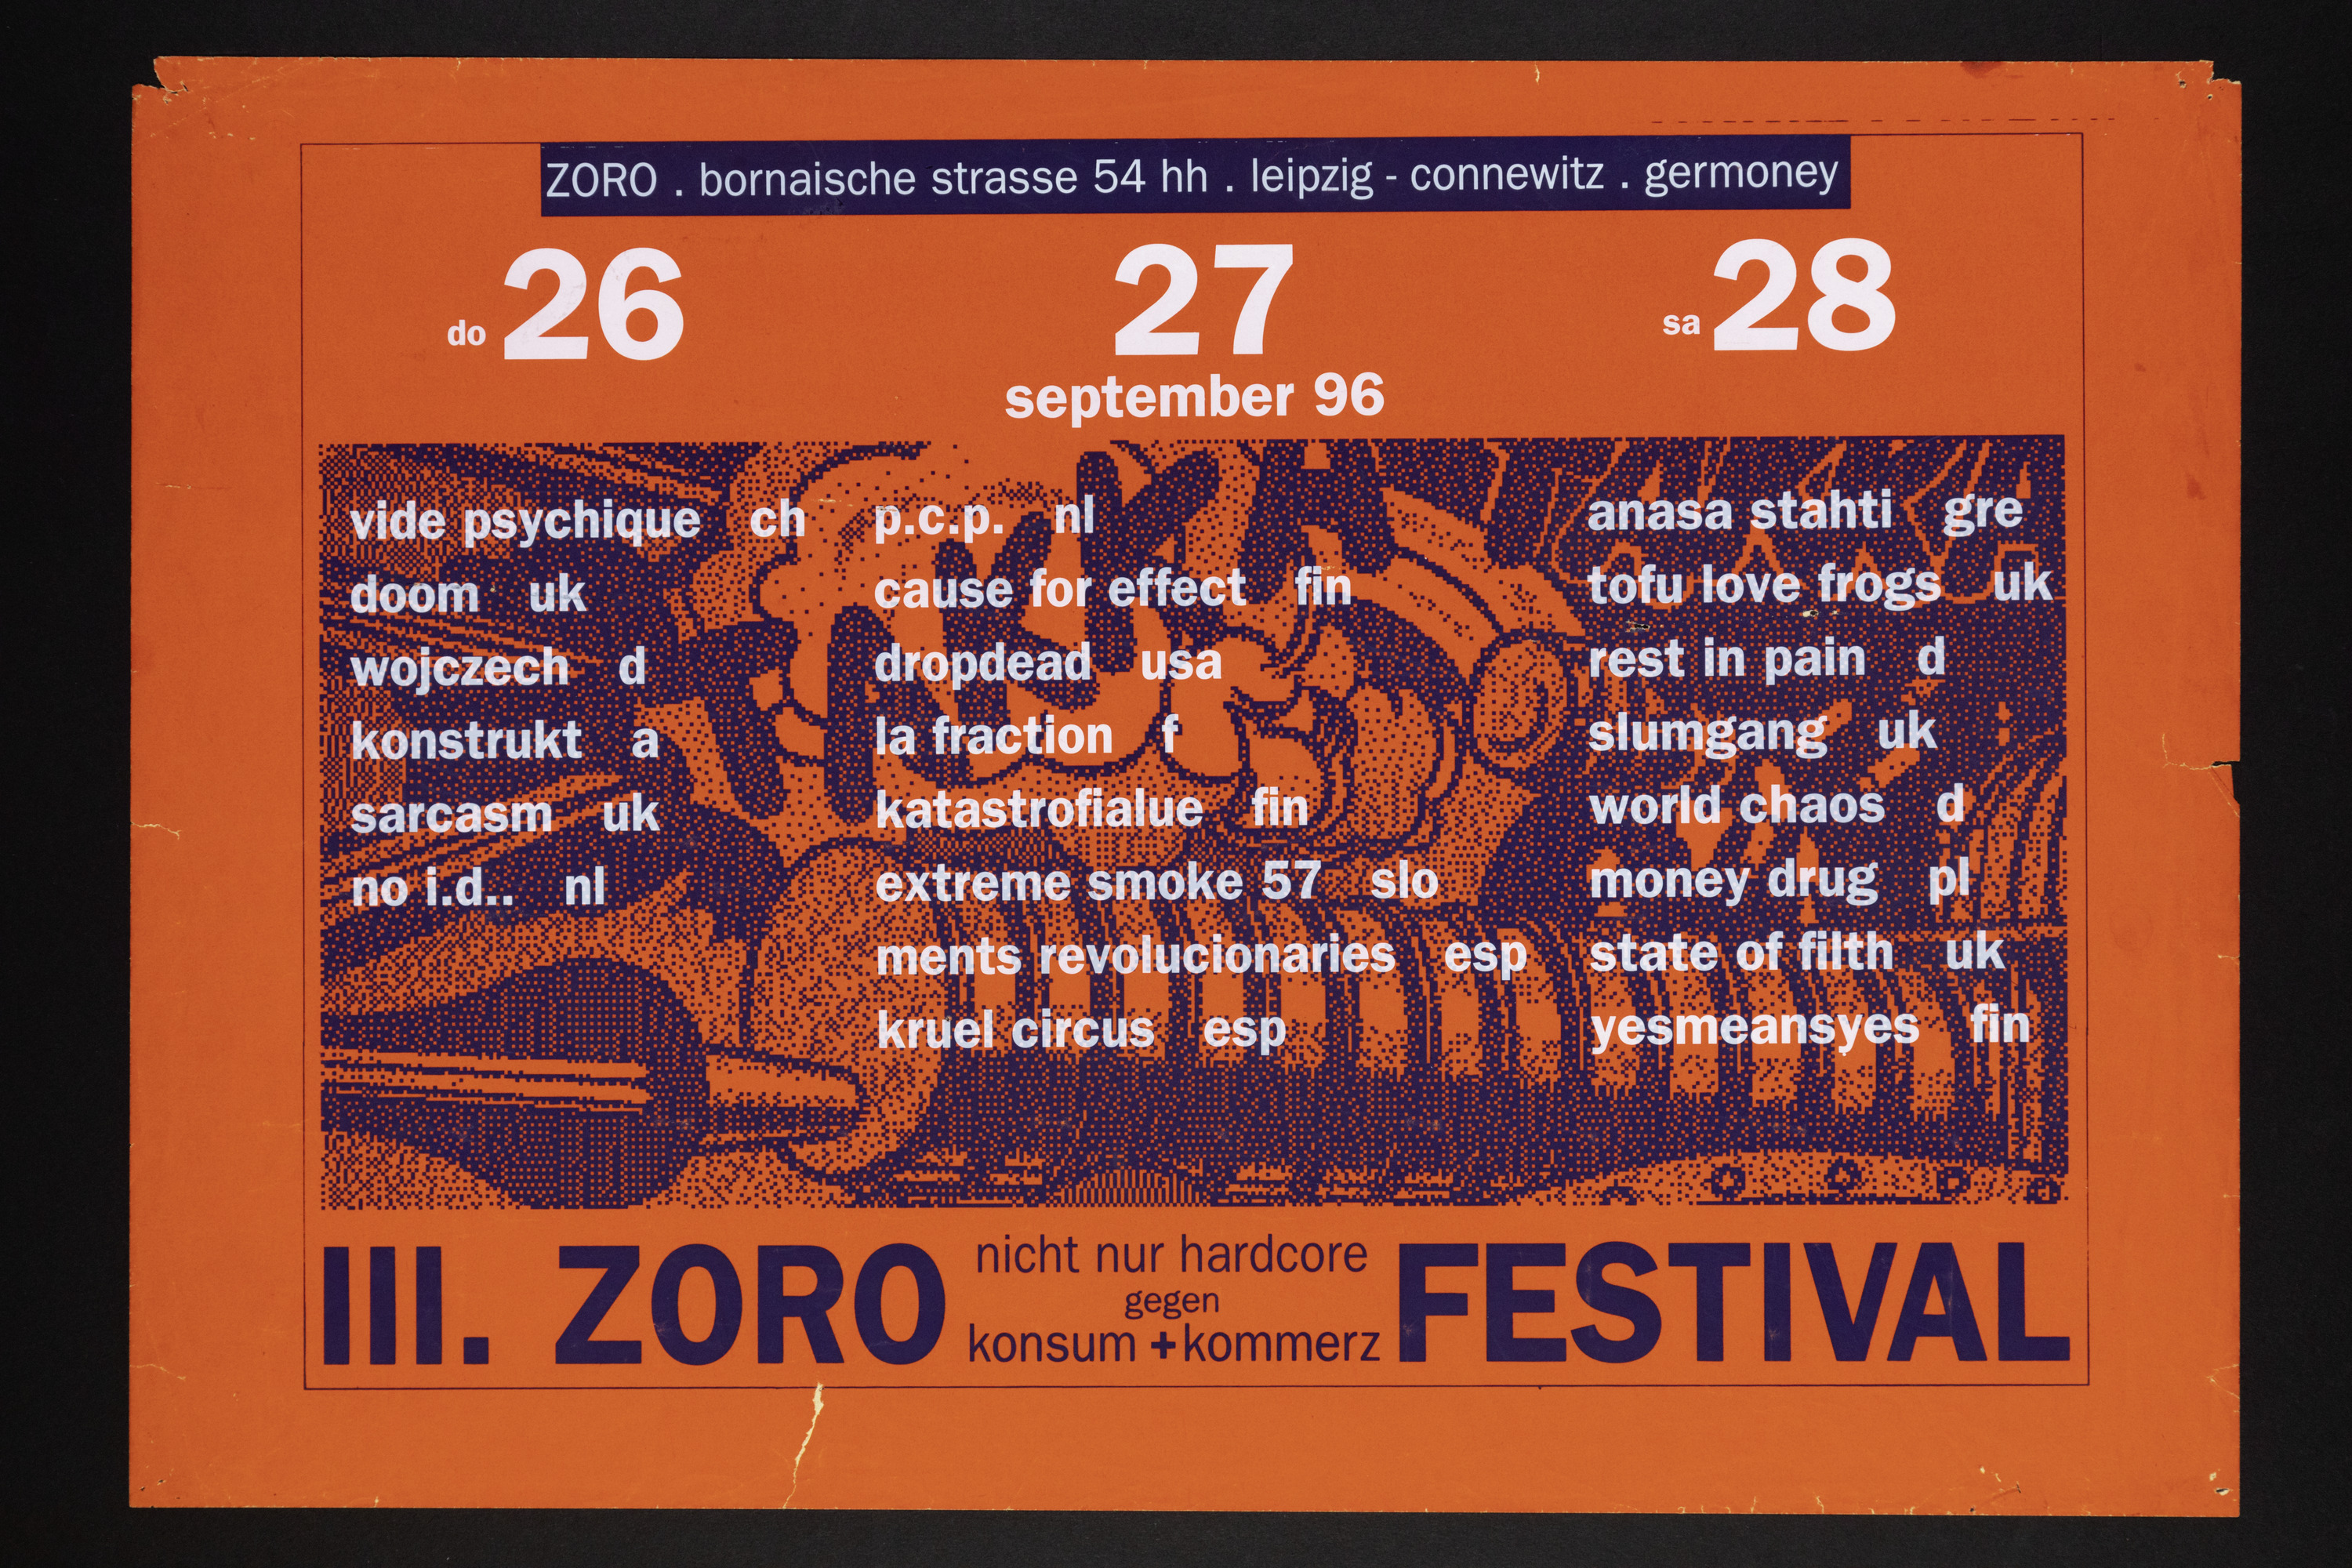 ZORO . bornaische strasse 54 hh . leipzig - connewitz . germoney
do 26
27
sa 28
september 96
vide psychique ch
doom uk
wojczech d
konstrukt a
sarcasm uk
no i.d.. nl
p.c.p. nl
cause for effect fin
dropdead usa
la fraction f
katastrofialue fin
extreme smoke 57 slo
ments revolucionaries esp
kruel circus esp
anasa stahti gre
tofu love frogs uk
rest in pain d
slumgang uk
world chaos d
money drug pl
state of filth uk
yesmeansyes fin
III. ZORO
nicht nur hardcore
gegen
konsum + kommerz
FESTIVAL